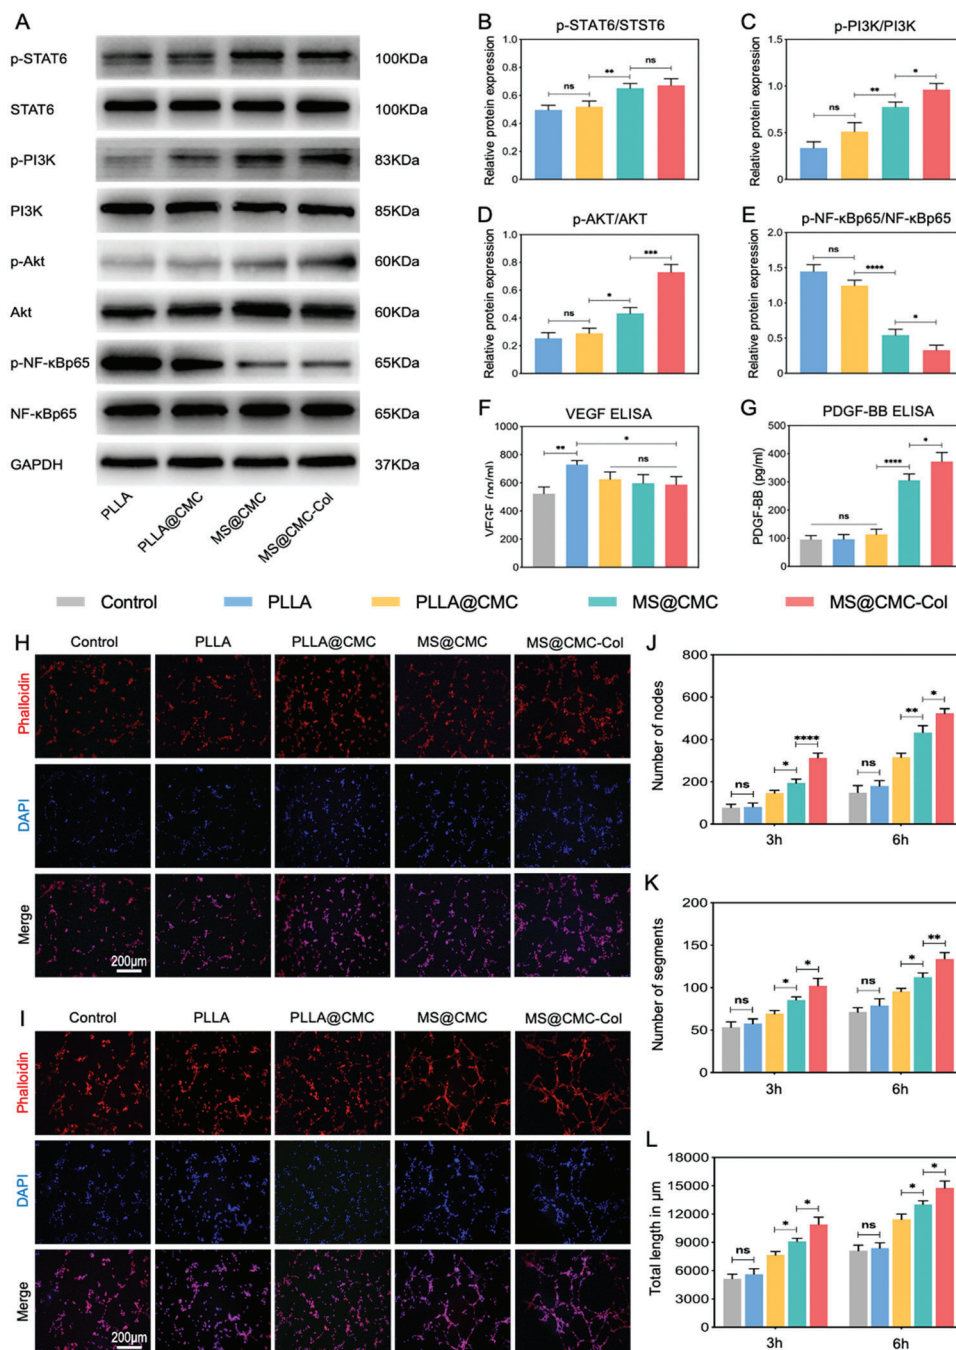 A
p-STAT6 100KDa
STAT6 100KDa
p-PI3K 83KDa
PI3K 85KDa
p-Akt 60KDa
Akt 60KDa
p-NF-κBp65 65KDa
NF-κBp65 65KDa
GAPDH 37KDa
PLLA PLLA@CMC MS@CMC MS@CMC-Col
B
p-STAT6/STST6
Relative protein expression
1.0
0.8
0.6
0.4
0.2
0
ns ** ns
C
p-PI3K/PI3K
Relative protein expression
1.5
1.0
0.5
0
ns ** *
D
p-AKT/AKT
Relative protein expression
1.0
0.8
0.6
0.4
0.2
0
ns * ***
E
p-NF-κBp65/NF-κBp65
Relative protein expression
2.0
1.5
1.0
0.5
0
ns **** *
F
VEGF ELISA
VEGF (pg/ml)
1000
800
600
400
200
0
** * ns
G
PDGF-BB ELISA
PDGF-BB (pg/ml)
500
400
300
200
100
0
ns **** *
Control PLLA PLLA@CMC MS@CMC MS@CMC-Col
H
Control PLLA PLLA@CMC MS@CMC MS@CMC-Col
Phalloidin
DAPI
Merge
200μm
I
Control PLLA PLLA@CMC MS@CMC MS@CMC-Col
Phalloidin
DAPI
Merge
200μm
J
Number of nodes
800
600
400
200
0
ns * **** ns ** *
3h 6h
K
Number of segments
200
150
100
50
0
ns * * ns * **
3h 6h
L
Total length in μm
18000
15000
12000
9000
6000
3000
0
ns * * ns * *
3h 6h